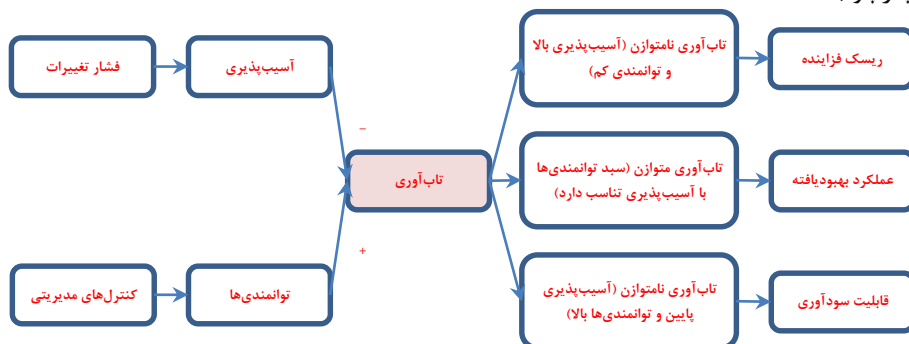 فشار تغییرات
آسیب‌پذیری
کنترل‌های مدیریتی
توانمندی‌ها
–
+
تاب‌آوری
تاب‌آوری نامتوازن (آسیب‌پذیری بالا
و توانمندی کم)
ریسک فزاینده
تاب‌آوری متوازن (سبد توانمندی‌ها
با آسیب‌پذیری تناسب دارد)
عملکرد بهبودیافته
تاب‌آوری نامتوازن (آسیب‌پذیری
پایین و توانمندی‌ها بالا)
قابلیت سودآوری